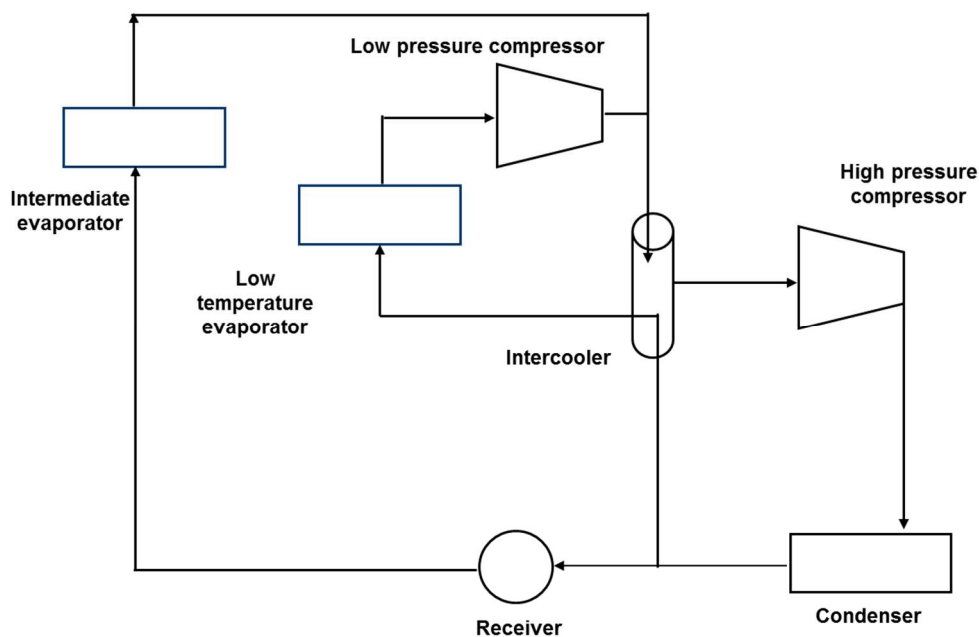 Low pressure compressor
High pressure
compressor
Intermediate
evaporator
Low
temperature
evaporator
Intercooler
Receiver
Condenser